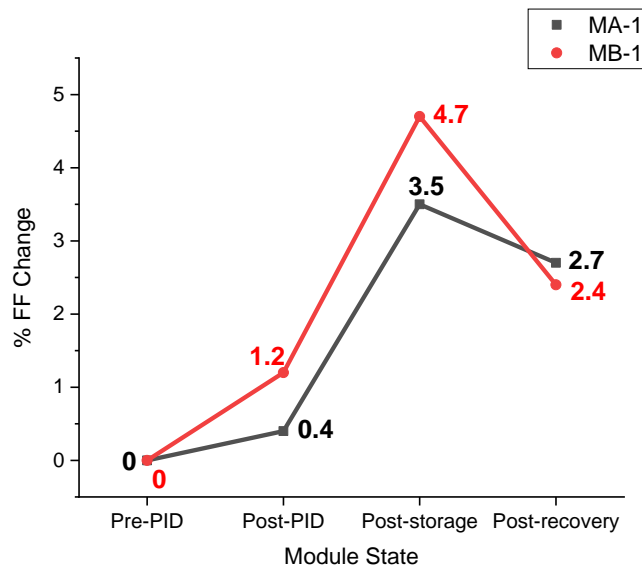 MA-1
MB-1
5
4
3
2
1
0
% FF Change
4.7
3.5
2.7
2.4
1.2
0.4
0
0
Pre-PID Post-PID Post-storage Post-recovery
Module State